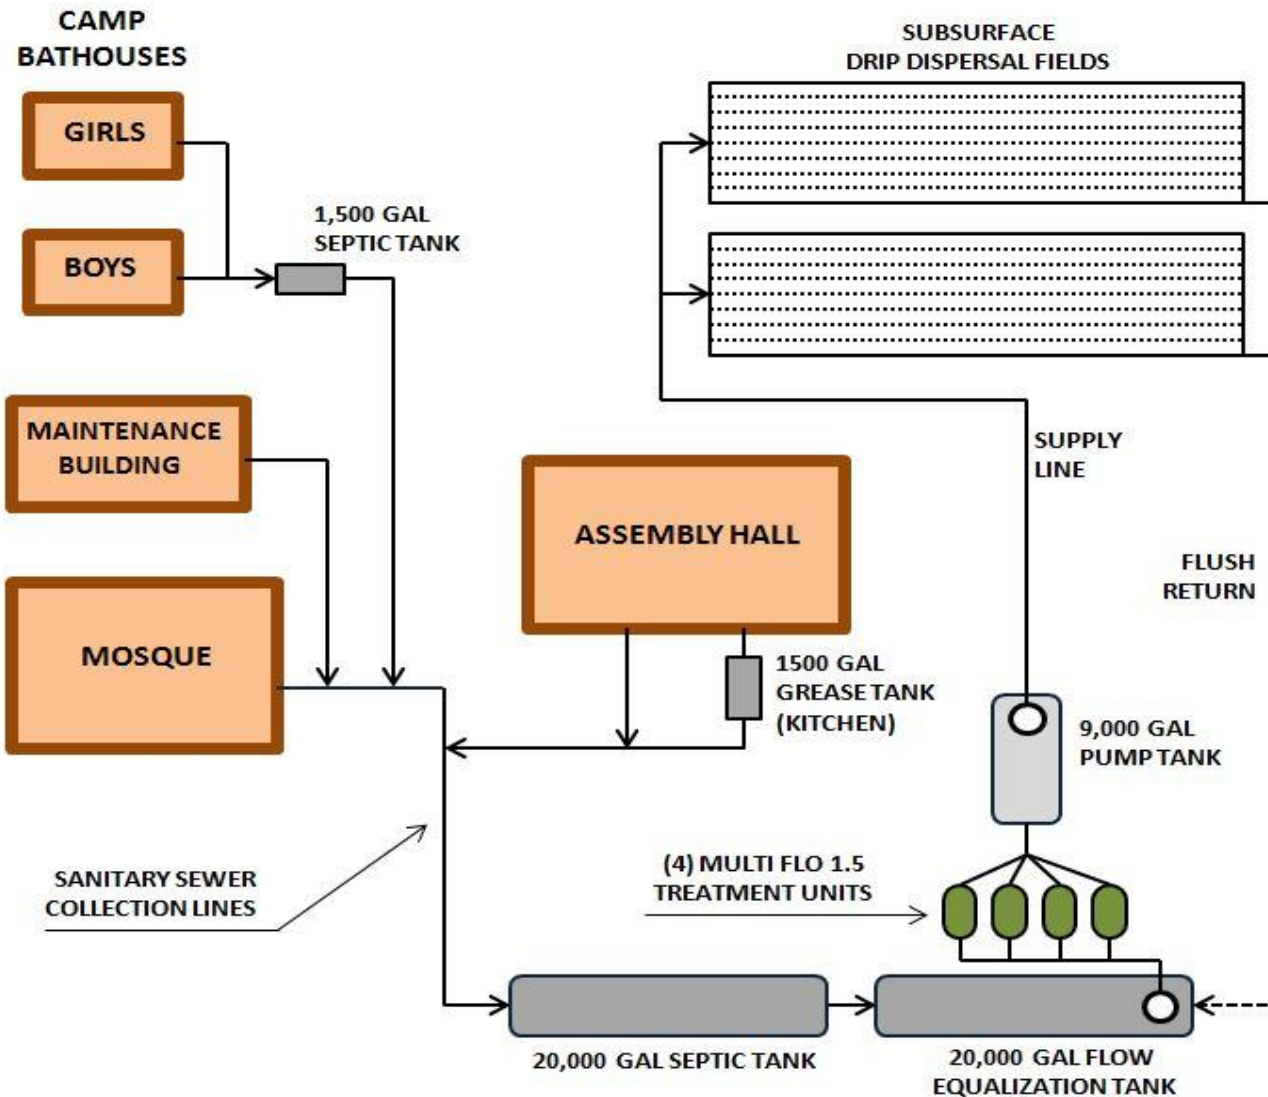 CAMP
BATHOUSES
GIRLS
BOYS
1,500 GAL
SEPTIC TANK
SUBSURFACE
DRIP DISPERSAL FIELDS
MAINTENANCE
BUILDING
SUPPLY
LINE
ASSEMBLY HALL
FLUSH
RETURN
MOSQUE
1500 GAL
GREASE TANK
(KITCHEN)
9,000 GAL
PUMP TANK
SANITARY SEWER
COLLECTION LINES
(4) MULTI FLO 1.5
TREATMENT UNITS
20,000 GAL SEPTIC TANK
20,000 GAL FLOW
EQUALIZATION TANK